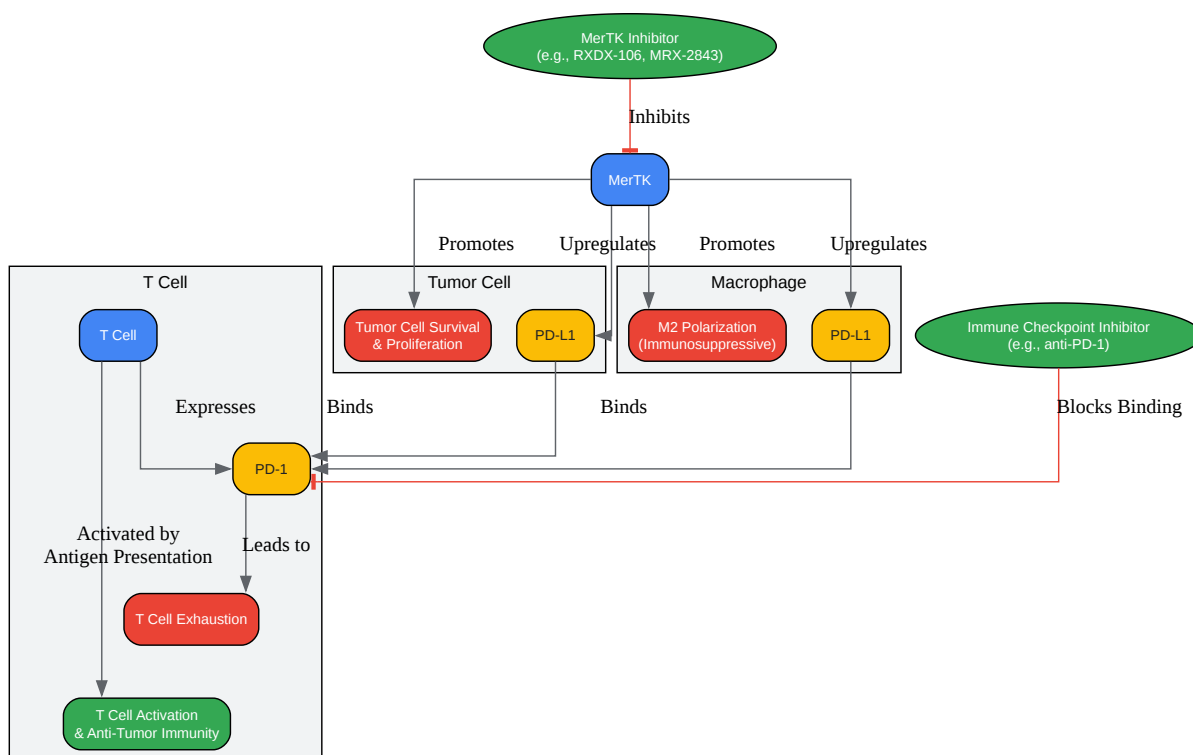 MerTK Inhibitor
(e.g., RXDX-106, MRX-2843)
Inhibits
MerTK
Promotes
Upregulates
Promotes
Upregulates
T Cell
Tumor Cell
Macrophage
T Cell
Tumor Cell Survival
& Proliferation
PD-L1
M2 Polarization
(Immunosuppressive)
PD-L1
Immune Checkpoint Inhibitor
(e.g., anti-PD-1)
Expresses
Binds
Binds
Blocks Binding
PD-1
Activated by
Antigen Presentation
Leads to
T Cell Exhaustion
T Cell Activation
& Anti-Tumor Immunity